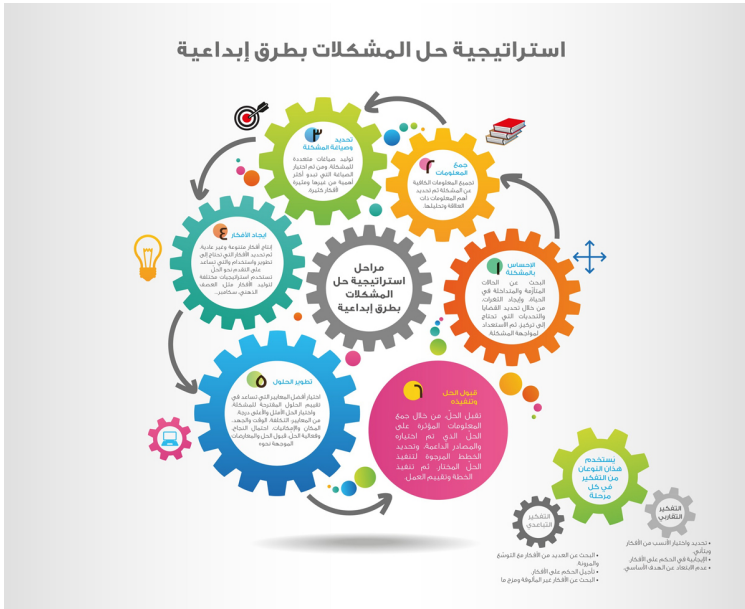 استراتيجية حل المشكلات بطرق إبداعية
مراحل
استراتيجية حل
المشكلات
بطرق إبداعية
١
الإحساس
بالمشكلة
البحث عن الحالات
المتأزّمة والمتداخلة في
الحياة، وإيجاد الثغرات،
من خلال تحديد القضايا
والتحديات التي تحتاج
إلى تركيز، ثم الاستعداد
لمواجهة المشكلة.
٢
جمع
المعلومات
تجميع المعلومات الكافية
عن المشكلة ثم تحديد
أهم المعلومات ذات
العلاقة وتحليلها.
٣
تحديد
وصياغة المشكلة
توليد صياغات متعددة
للمشكلة، ومن ثم اختيار
الصياغة التي تبدو أكثر
أهمية من غيرها ومثيرة
أفكار كثيرة.
٤
ايجاد الأفكار
إنتاج أفكار متنوعة وغير عادية،
ثم تحديد الأفكار التي تحتاج إلى
تطوير واستخدام والتي تساعد
على التقدم نحو الحل
تستخدم استراتيجيات مختلفة
لتوليد الأفكار مثل: العصف
الذهني، سكامبر...
٥
تطوير الحلول
اختيار أفضل المعايير التي تساعد في
تقييم الحلول المقترحة للمشكلة،
واختيار الحل الأمثل والأعلى درجة.
من المعايير: التكلفة، الوقت والجهد،
المكان والإمكانيات، احتمال النجاح،
وفعالية الحل، قبول الحل والمعارضات
الموجهة نحوه
٦
قبول الحل
وتنفيذه
تقبل الحلّ، من خلال جمع
المعلومات المؤثرة على
الحل الذي تم اختياره
والمصادر الداعمة، وتحديد
الخطط المرجوة لتنفيذ
الحل المختار، ثم تنفيذ
الخطة وتقييم العمل.
يُستخدم
هذان النوعان
من التفكير
في كل
مرحلة
التفكير
التقاربي
• تحديد واختيار الأنسب من الأفكار
وبتأني.
• الإيجابية في الحكم على الأفكار.
• عدم الابتعاد عن الهدف الأساسي.
التفكير
التباعدي
• البحث عن العديد من الأفكار مع التوسّع
والمرونة.
• تأجيل الحكم على الأفكار.
• البحث عن الأفكار غير المألوفة ومزج ما